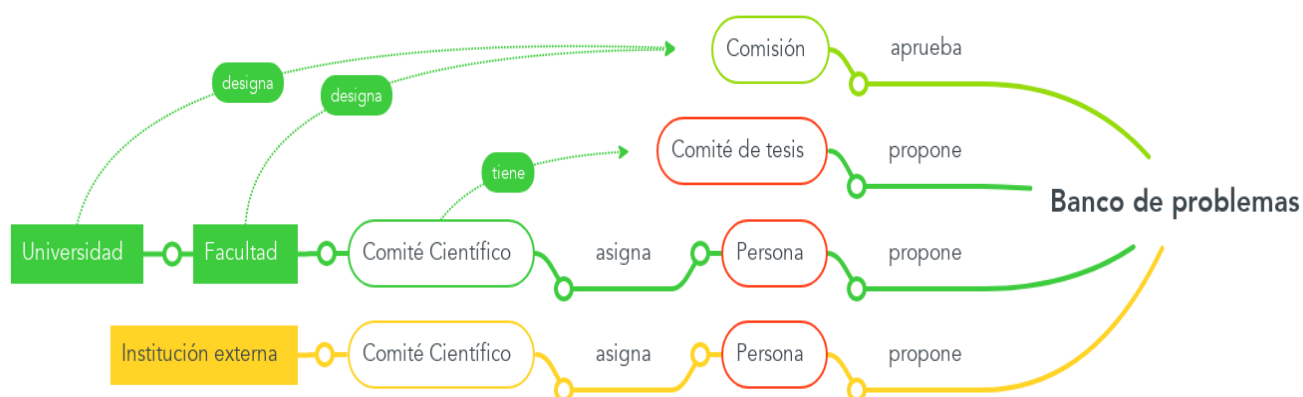 Comisión
aprueba
designa
designa
Comité de tesis
propone
tiene
Banco de problemas
Universidad
Facultad
Comité Científico
asigna
Persona
propone
Institución externa
Comité Científico
asigna
Persona
propone